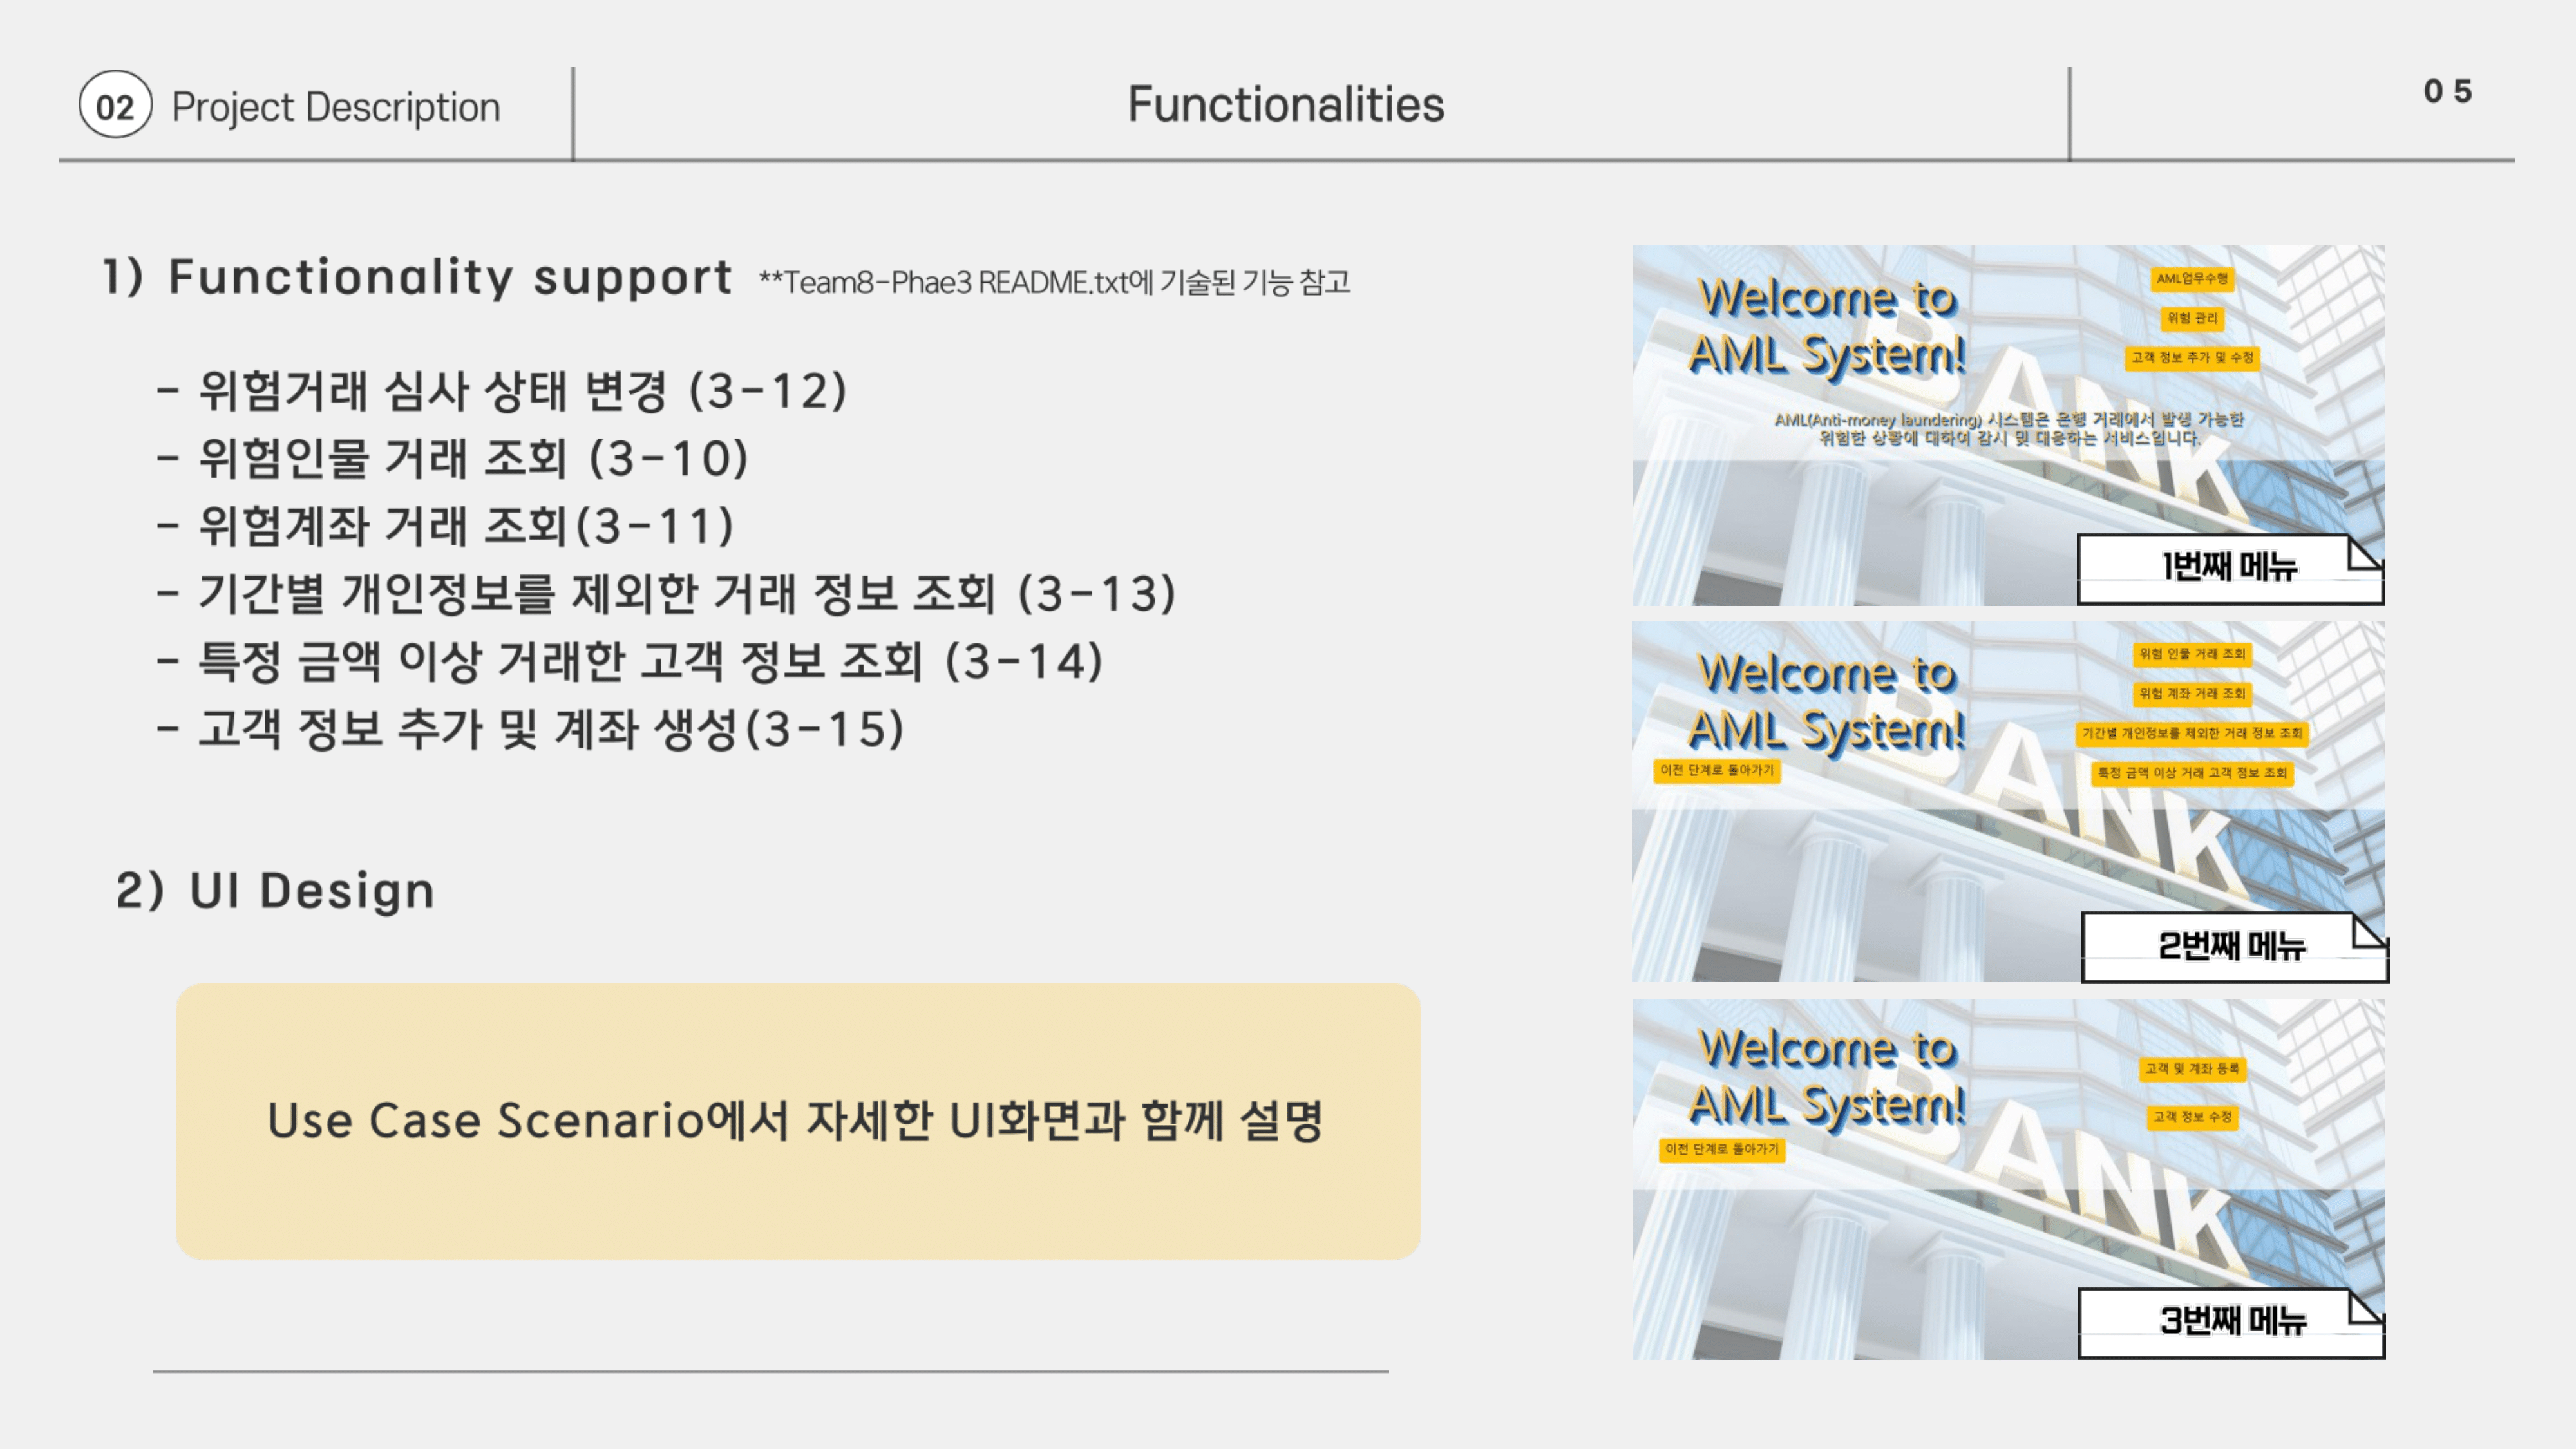 02 Project Description
Functionalities
05
1) Functionality support **Team8-Phae3 README.txt에 기술된 기능 참고
- 위험거래 심사 상태 변경 (3-12)
- 위험인물 거래 조회 (3-10)
- 위험계좌 거래 조회(3-11)
- 기간별 개인정보를 제외한 거래 정보 조회 (3-13)
- 특정 금액 이상 거래한 고객 정보 조회 (3-14)
- 고객 정보 추가 및 계좌 생성(3-15)
2) UI Design
Use Case Scenario에서 자세한 UI화면과 함께 설명
Welcome to
AML System!
AML업무수행
위험 관리
고객 정보 추가 및 수정
AML(Anti-money laundering) 시스템은 은행 거래에서 발생 가능한
위험한 상황에 대하여 감시 및 대응하는 서비스입니다.
BANK
1번째 메뉴
Welcome to
AML System!
이전 단계로 돌아가기
위험 인물 거래 조회
위험 계좌 거래 조회
기간별 개인정보를 제외한 거래 정보 조회
특정 금액 이상 거래 고객 정보 조회
BANK
2번째 메뉴
Welcome to
AML System!
이전 단계로 돌아가기
고객 및 계좌 등록
고객 정보 수정
BANK
3번째 메뉴